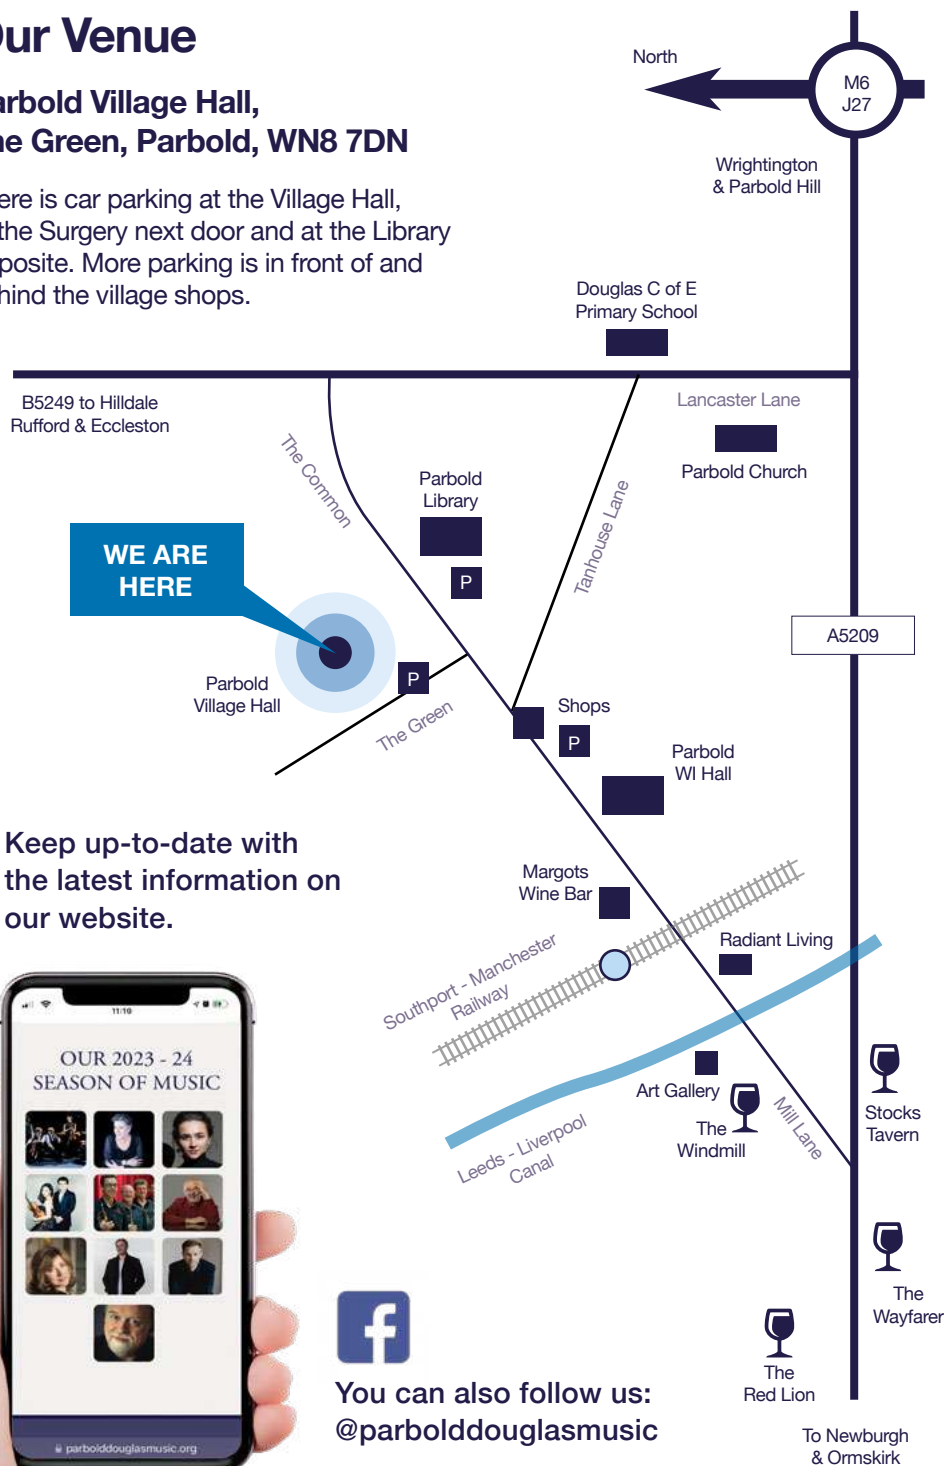 ur Venue
arbold Village Hall,
e Green, Parbold, WN8 7DN
ere is car parking at the Village Hall,
the Surgery next door and at the Library
posite. More parking is in front of and
hind the village shops.
North
M6
J27
Wrightington
& Parbold Hill
Douglas C of E
Primary School
B5249 to Hilldale
Rufford & Eccleston
Lancaster Lane
Parbold Church
The Common
Parbold
Library
P
Tanhouse Lane
WE ARE
HERE
A5209
Parbold
Village Hall
P
The Green
Shops
P
Parbold
WI Hall
Keep up-to-date with
the latest information on
our website.
Margots
Wine Bar
Southport - Manchester
Railway
Radiant Living
Art Gallery
The
Windmill
Mill Lane
Leeds - Liverpool
Canal
Stocks
Tavern
The
Wayfarer
The
Red Lion
To Newburgh
& Ormskirk
11:10
OUR 2023 - 24
SEASON OF MUSIC
parbolddouglasmusic.org
f
You can also follow us:
@parbolddouglasmusic